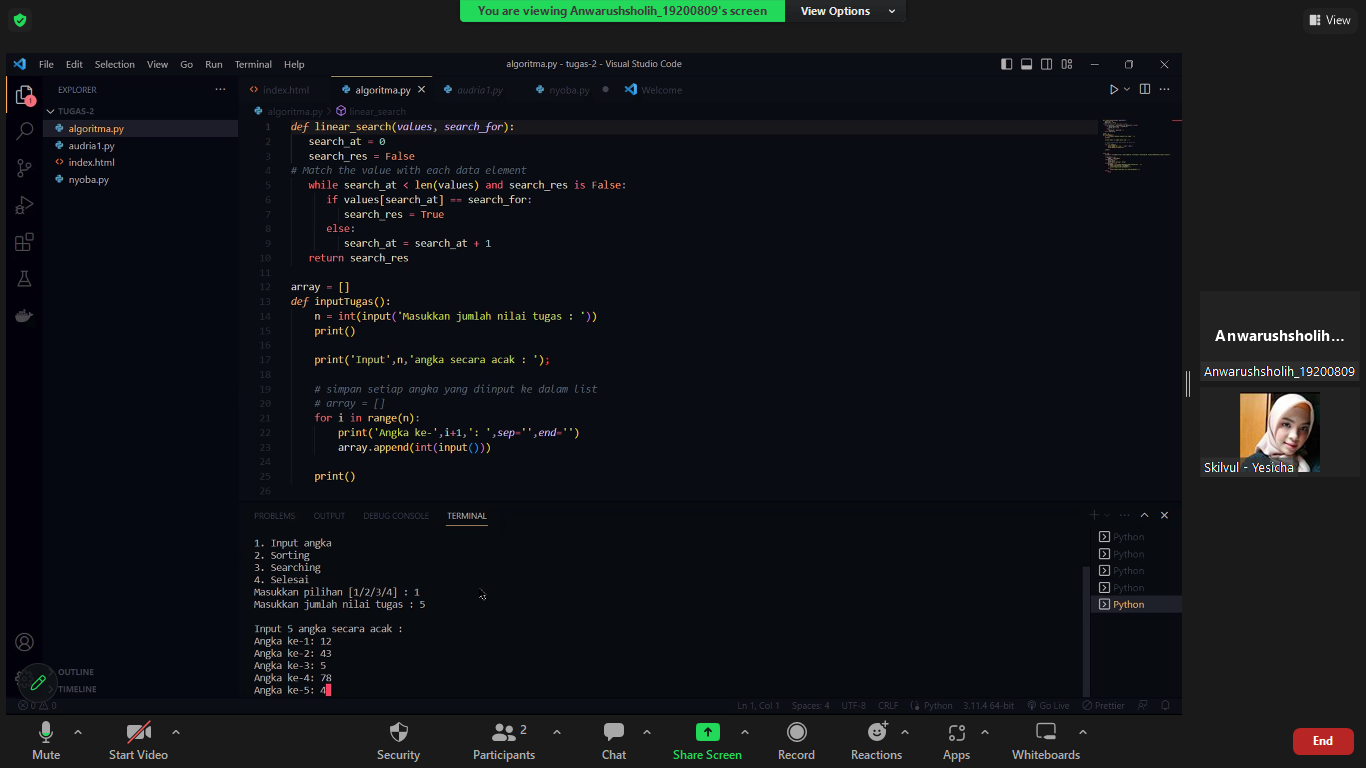 You are viewing Anwarushsholih_19200809's screen
View Options
View
File Edit Selection View Go Run Terminal Help
algoritma.py - tugas-2 - Visual Studio Code
EXPLORER
index.html
algoritma.py
audria1.py
nyoba.py
Welcome
1
TUGAS-2
algoritma.py
audria1.py
index.html
nyoba.py
algoritma.py > linear_search
1 def linear_search(values, search_for):
2 search_at = 0
3 search_res = False
4 # Match the value with each data element
5 while search_at < len(values) and search_res is False:
6 if values[search_at] == search_for:
7 search_res = True
8 else:
9 search_at = search_at + 1
10 return search_res
11
12 array = []
13 def inputTugas():
14 n = int(input('Masukkan jumlah nilai tugas : '))
15 print()
16
17 print('Input',n,'angka secara acak : ');
18
19 # simpan setiap angka yang diinput ke dalam list
20 # array = []
21 for i in range(n):
22 print('Angka ke-',i+1,': ',sep='',end='')
23 array.append(int(input()))
24
25 print()
26
PROBLEMS OUTPUT DEBUG CONSOLE TERMINAL
1. Input angka
2. Sorting
3. Searching
4. Selesai
Masukkan pilihan [1/2/3/4] : 1
Masukkan jumlah nilai tugas : 5
Input 5 angka secara acak :
Angka ke-1: 12
Angka ke-2: 43
Angka ke-3: 5
Angka ke-4: 78
Angka ke-5: 4
Python
Python
Python
Python
Python
OUTLINE
TIMELINE
0 0
Ln 1, Col 1 Spaces: 4 UTF-8 CRLF Python 3.11.4 64-bit Go Live Prettier
Anwarushsholih...
Anwarushsholih_19200809
Skilvul - Yesicha
Mute
Start Video
Security
Participants 2
Chat
Share Screen
Record
Reactions
Apps
Whiteboards
End